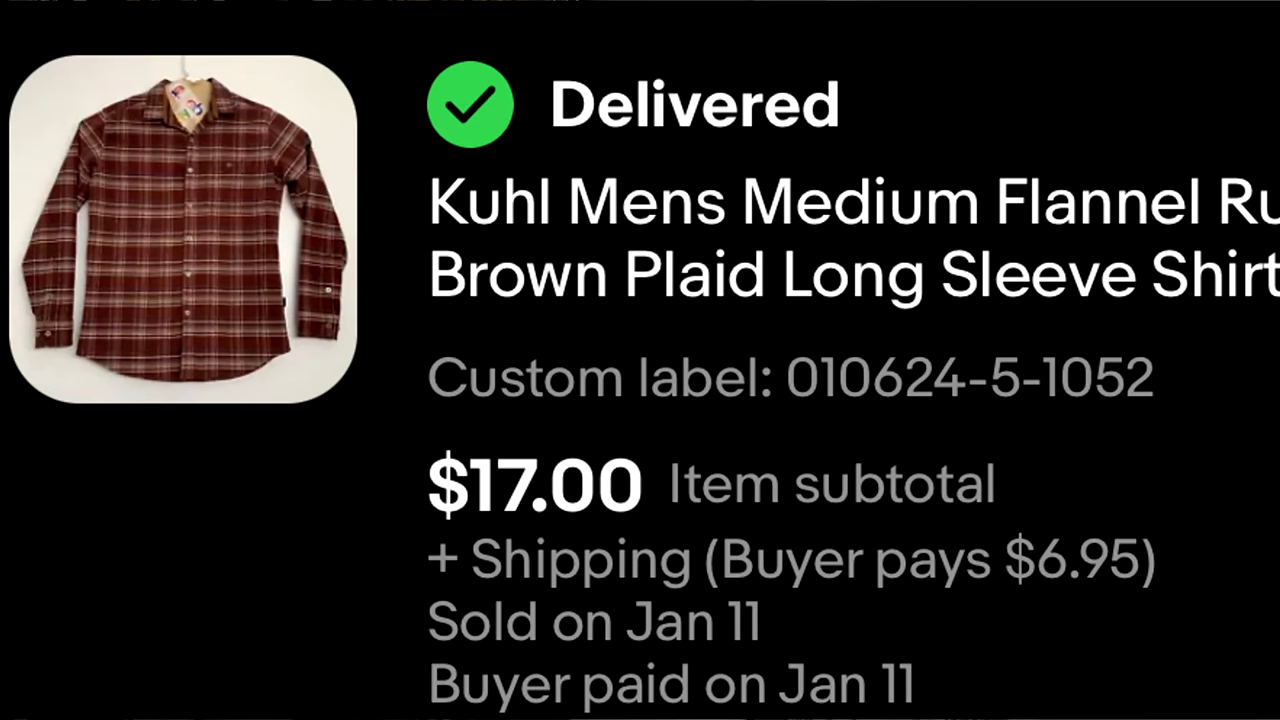 Delivered
Kuhl Mens Medium Flannel
Brown Plaid Long Sleeve Shirt
Custom label: 010624-5-1052
$17.00 Item subtotal
+ Shipping (Buyer pays $6.95)
Sold on Jan 11
Buyer paid on Jan 11